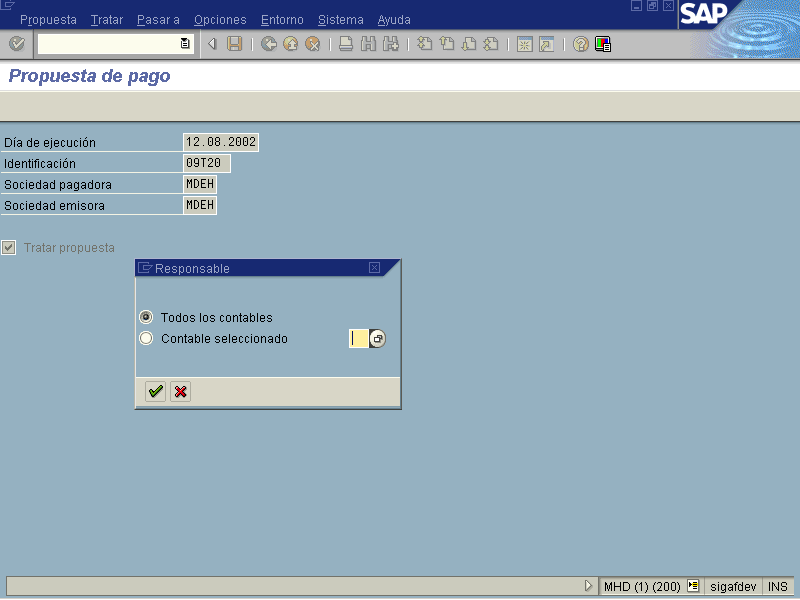 Propuesta Tratar Pasar a Opciones Entorno Sistema Ayuda
SAP
Propuesta de pago
Día de ejecución 12.08.2002
Identificación 09T20
Sociedad pagadora MDEH
Sociedad emisora MDEH
Tratar propuesta
Responsable
Todos los contables
Contable seleccionado
MHD (1) (200) sigafdev INS